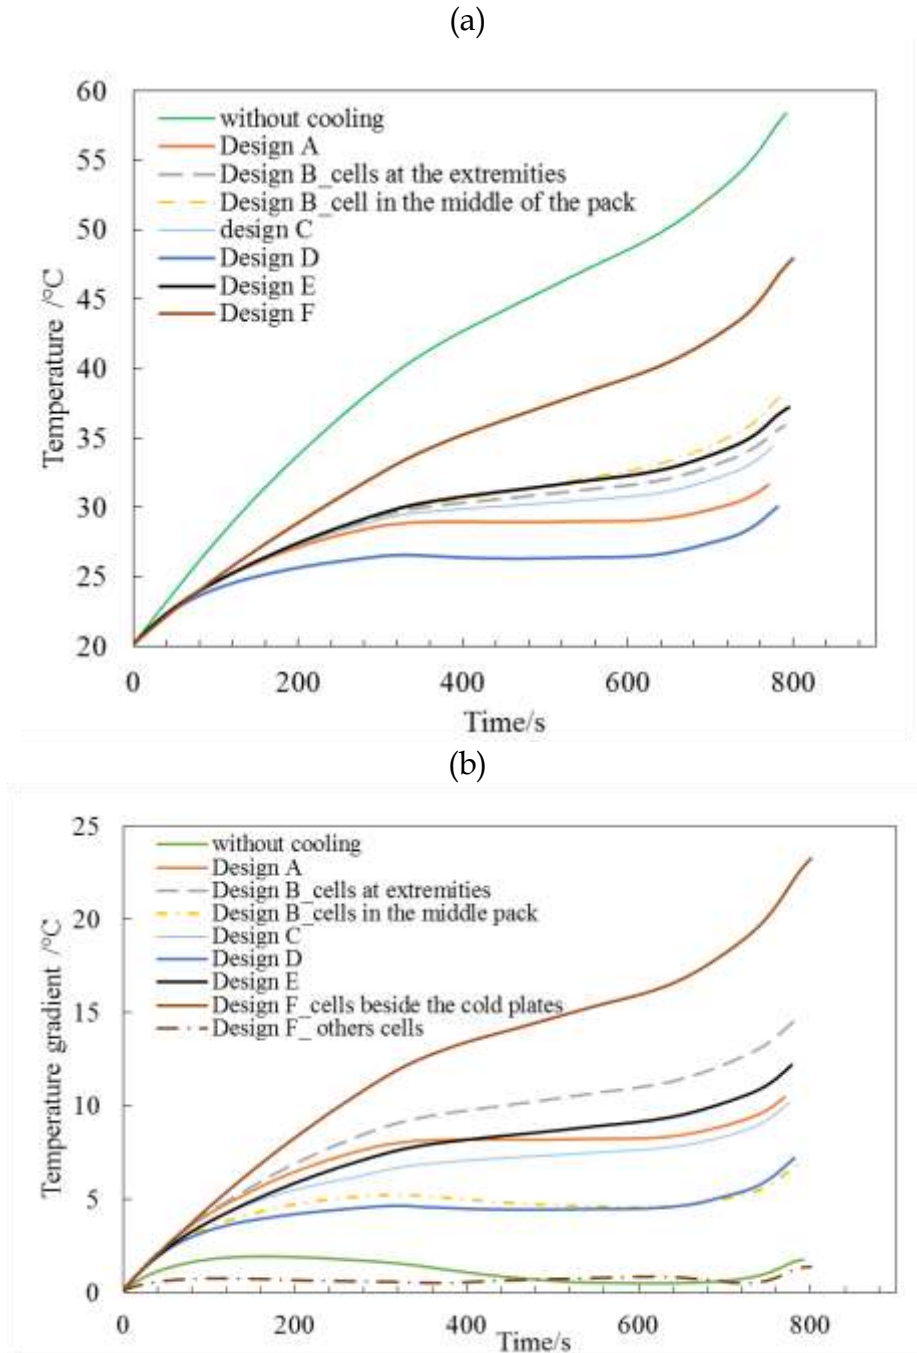 (a)
60
55
50
45
40
35
30
25
20
Temperature /°C
without cooling
Design A
Design B_cells at the extremities
Design B_cell in the middle of the pack
design C
Design D
Design E
Design F
0 200 400 600 800
Time/s
(b)
25
20
15
10
5
0
Temperature gradient /°C
without cooling
Design A
Design B_cells at extremities
Design B_cells in the middle pack
Design C
Design D
Design E
Design F_cells beside the cold plates
Design F_ others cells
0 200 400 600 800
Time/s